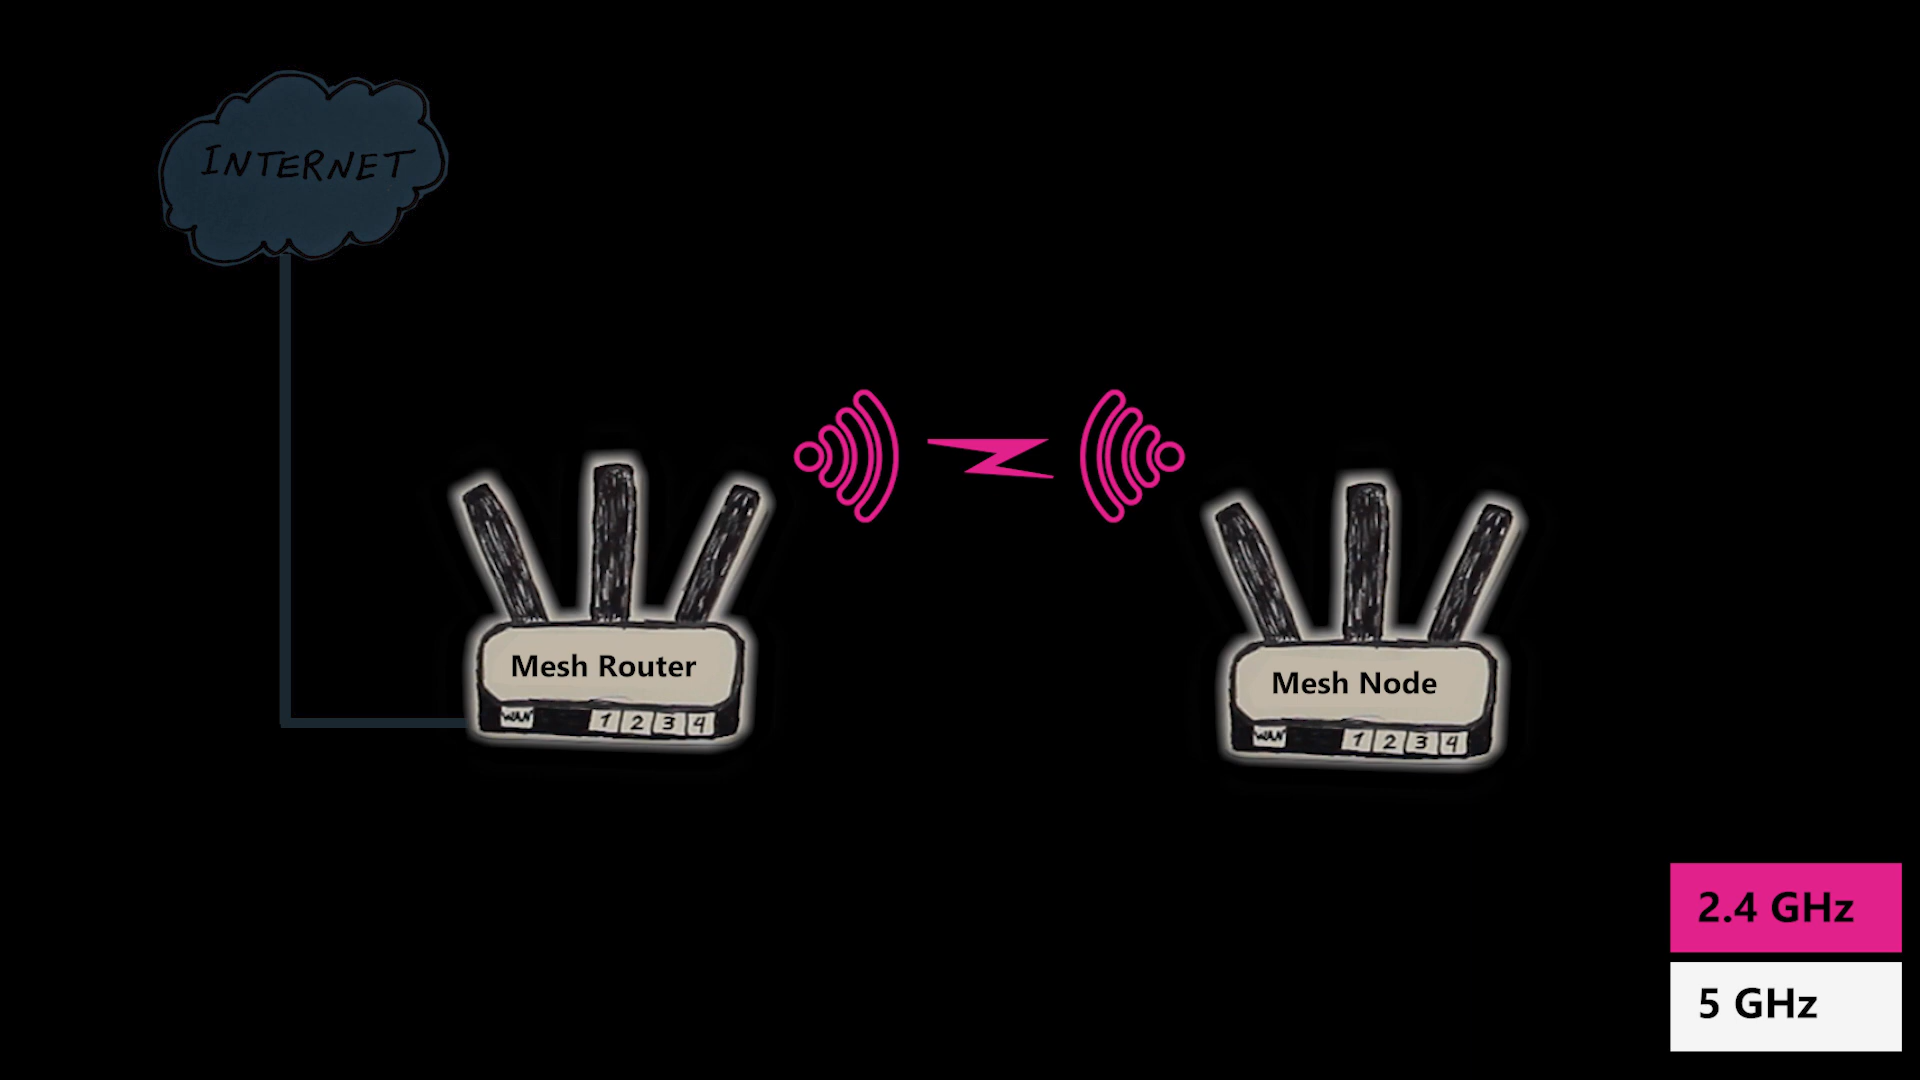 INTERNET
Mesh Router
WAN 1 2 3 4
Mesh Node
WAN 1 2 3 4
2.4 GHz
5 GHz